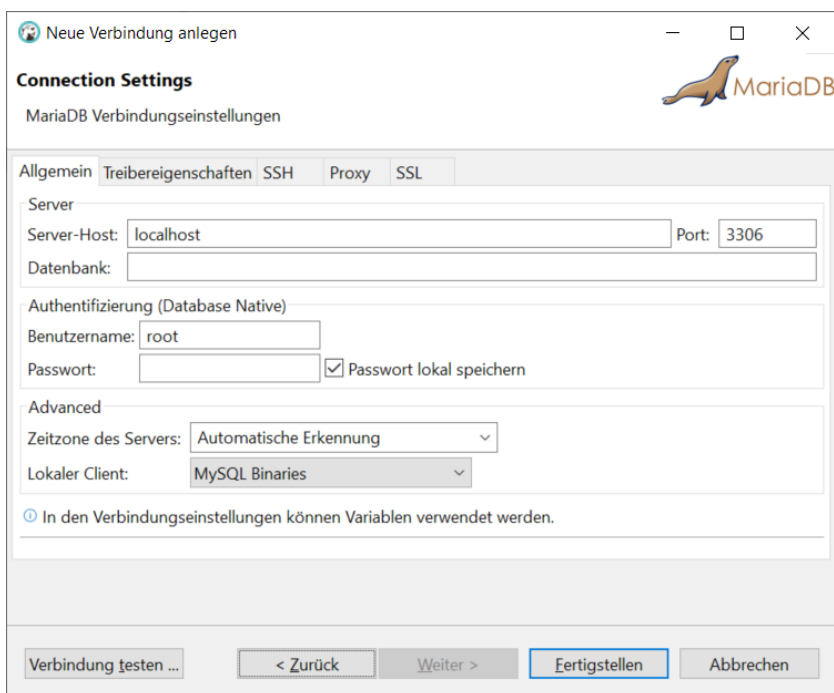 Neue Verbindung anlegen
Connection Settings
MariaDB
MariaDB Verbindungseinstellungen
Allgemein Treibereigenschaften SSH Proxy SSL
Server
Server-Host: localhost Port: 3306
Datenbank:
Authentifizierung (Database Native)
Benutzername: root
Passwort: Passwort lokal speichern
Advanced
Zeitzone des Servers: Automatische Erkennung
Lokaler Client: MySQL Binaries
In den Verbindungseinstellungen können Variablen verwendet werden.
Verbindung testen ... < Zurück Weiter > Fertigstellen Abbrechen